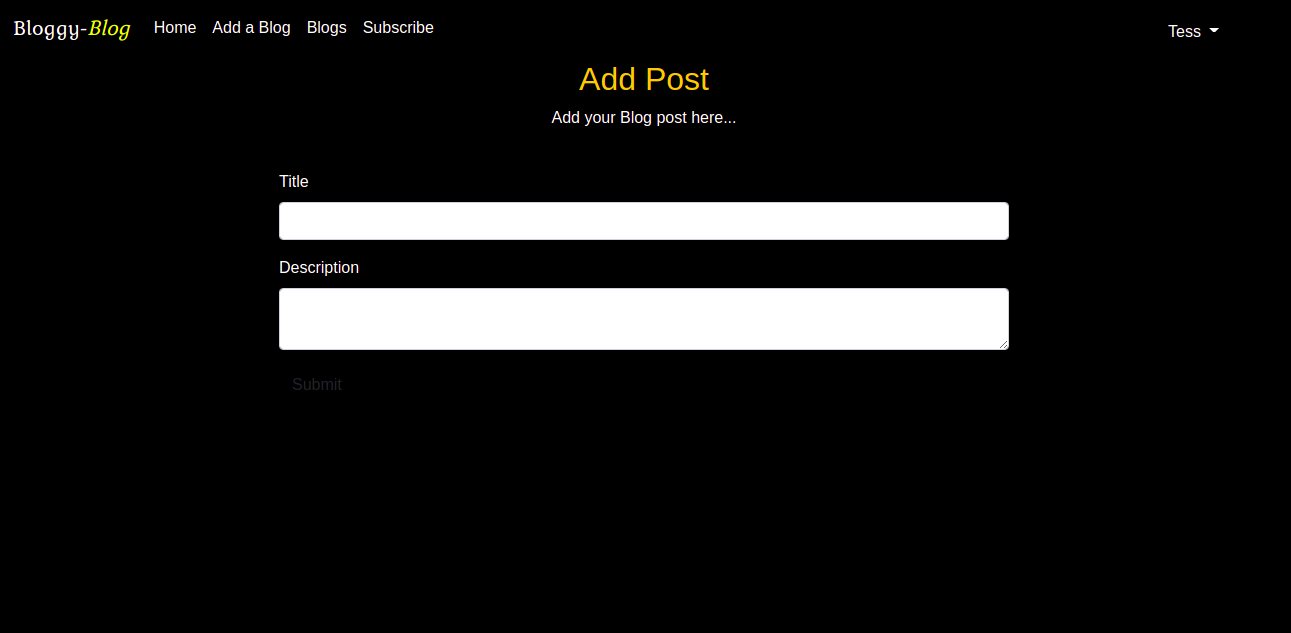 Bloggy-Blog Home Add a Blog Blogs Subscribe Tess
Add Post
Add your Blog post here...
Title
Description
Submit